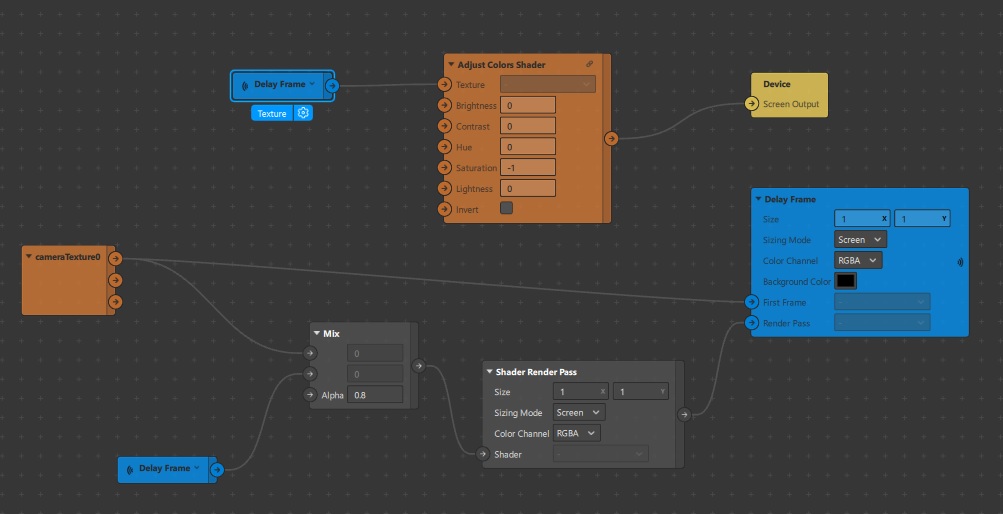 Delay Frame
Texture
Adjust Colors Shader
Texture
Brightness 0
Contrast 0
Hue 0
Saturation -1
Lightness 0
Invert
Device
Screen Output
Delay Frame
Size 1 X 1 Y
Sizing Mode Screen
Color Channel RGBA
Background Color
First Frame
Render Pass
cameraTexture0
Mix
0
0
Alpha 0.8
Shader Render Pass
Size 1 X 1 Y
Sizing Mode Screen
Color Channel RGBA
Shader -
Delay Frame